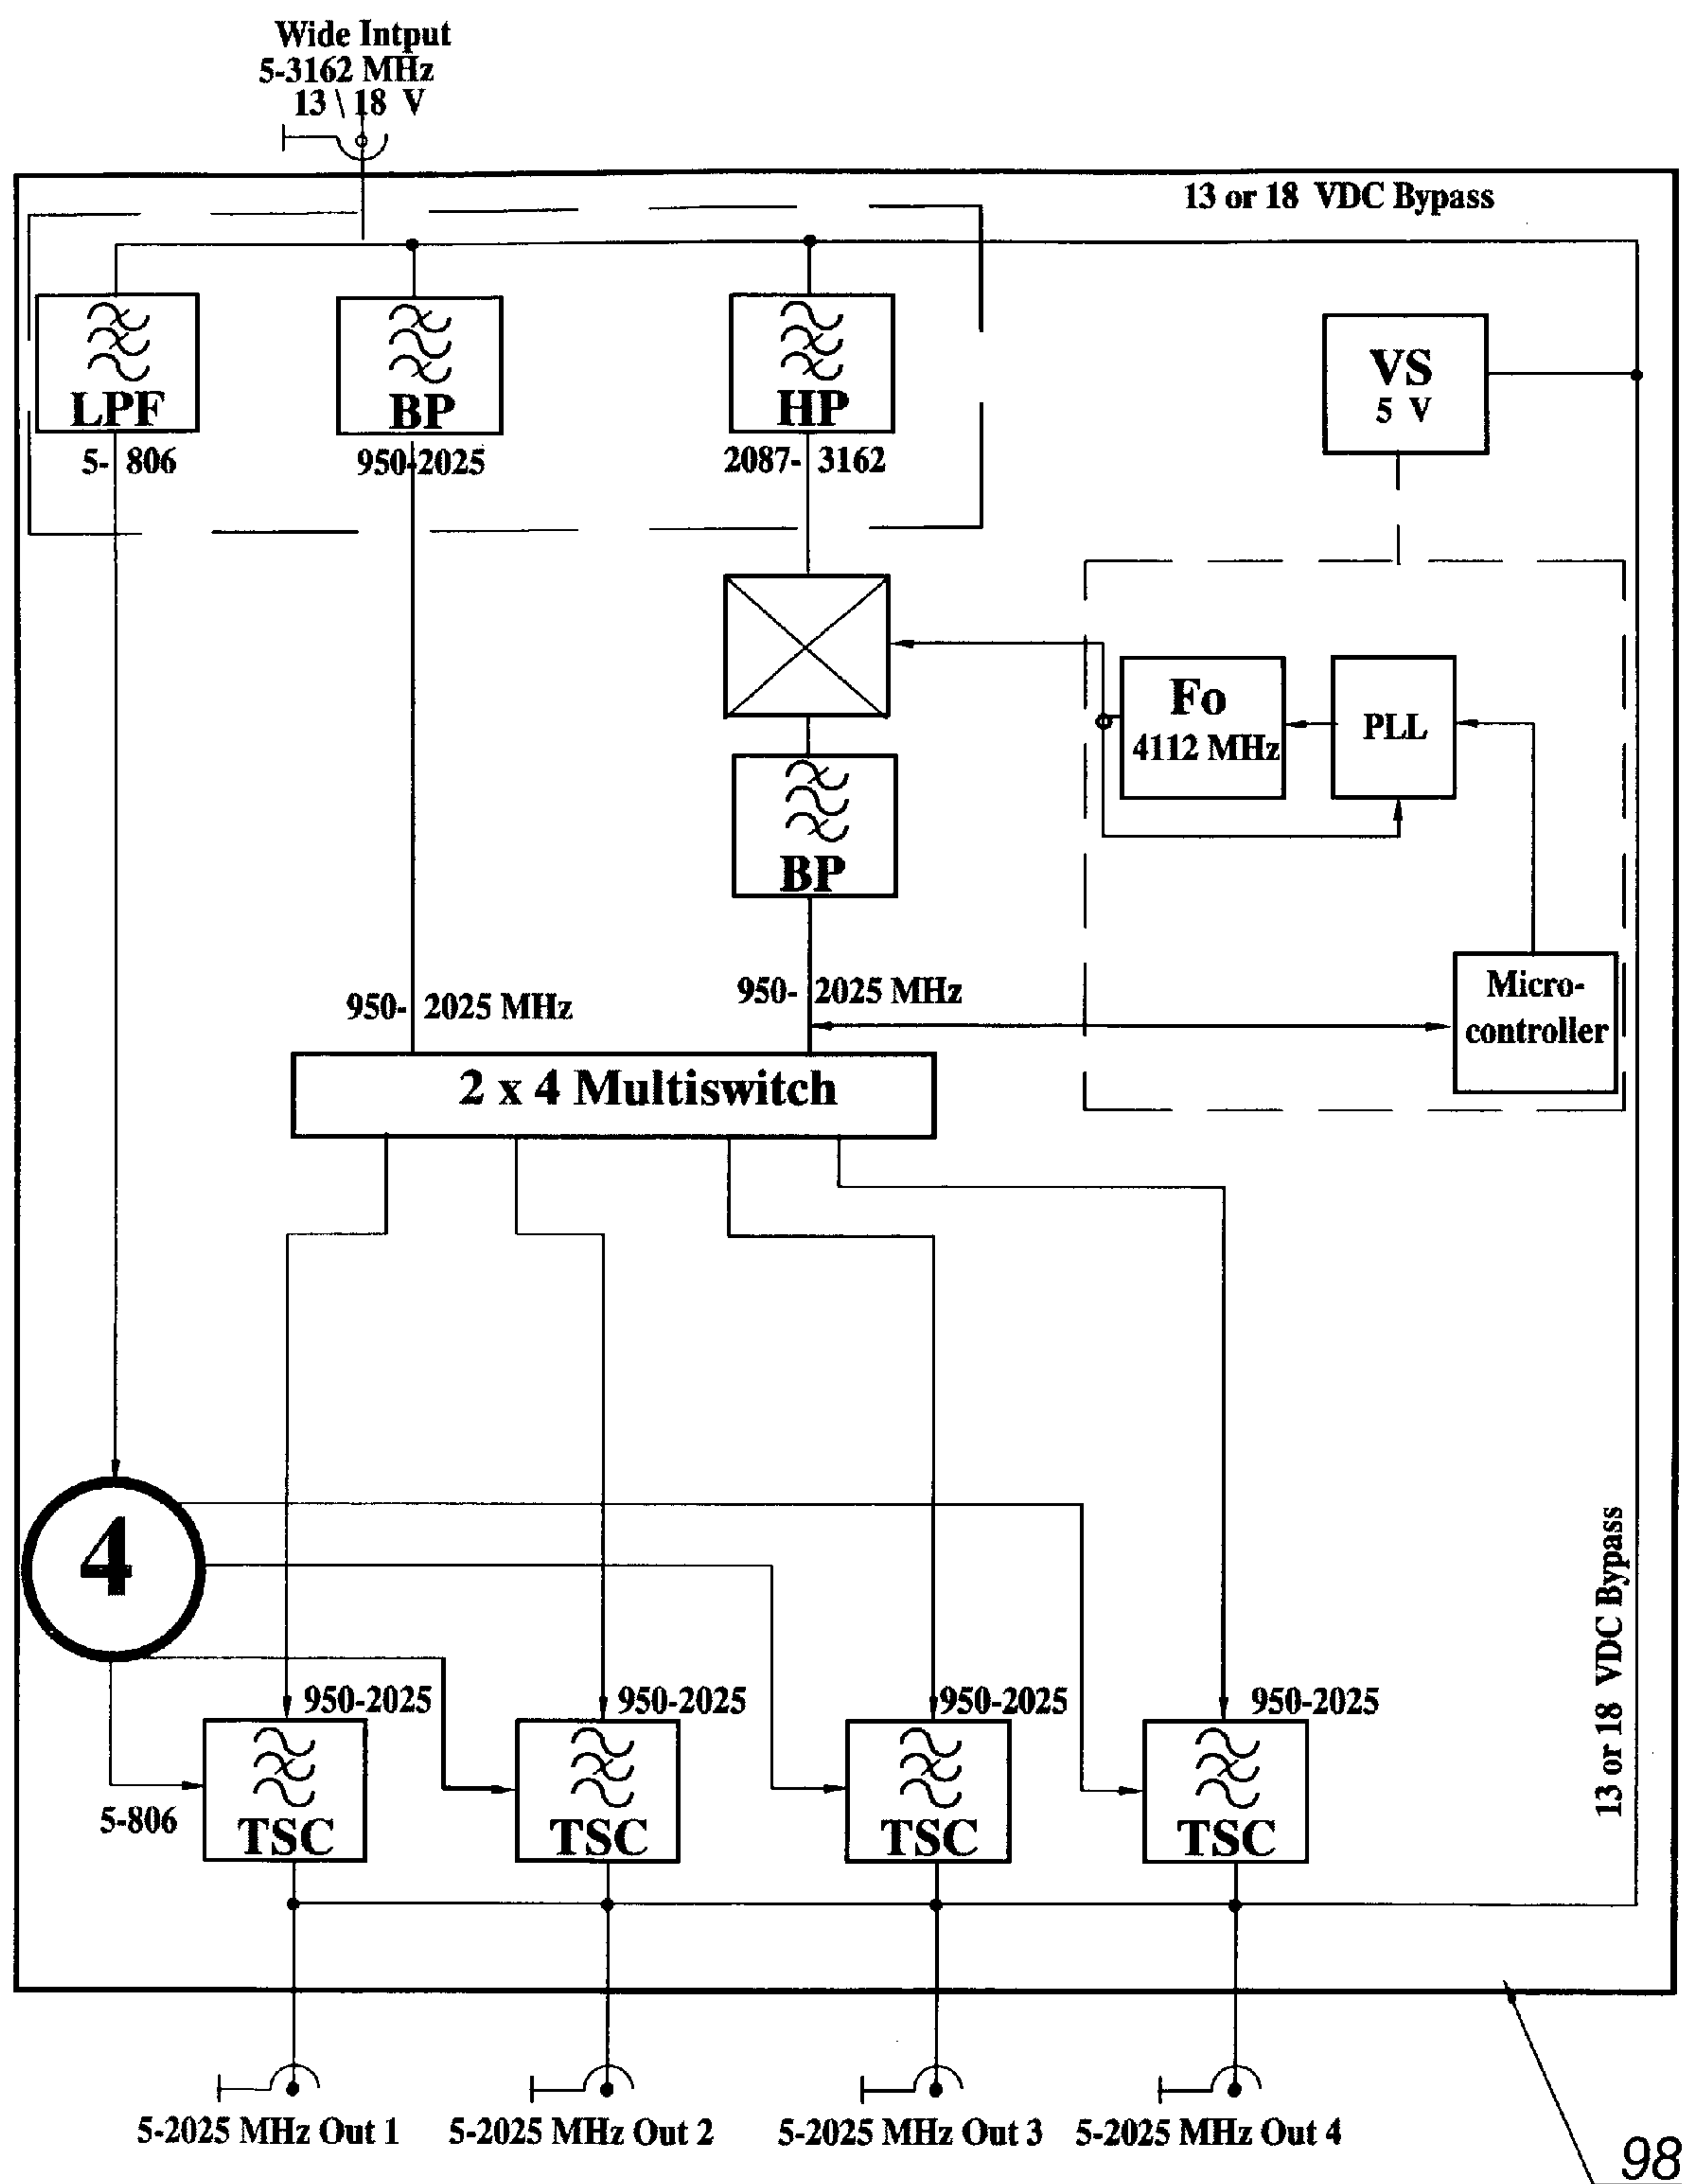 Wide Intput
5-3162 MHz
13 \ 18 V
13 or 18 VDC Bypass
LPF
5- 806
BP
950-2025
HP
2087- 3162
VS
5 V
Fo
4112 MHz
PLL
BP
Micro-
controller
950- 2025 MHz
950- 2025 MHz
2 x 4 Multiswitch
4
13 or 18 VDC Bypass
950-2025
950-2025
950-2025
950-2025
5-806
TSC
TSC
TSC
TSC
5-2025 MHz Out 1
5-2025 MHz Out 2
5-2025 MHz Out 3
5-2025 MHz Out 4
98